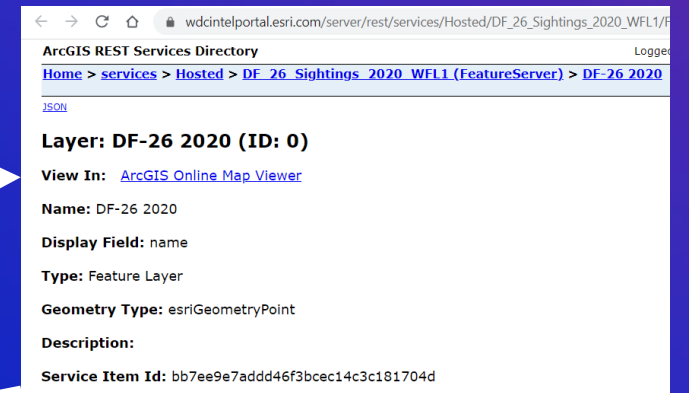 wdcintelportal.esri.com/server/rest/services/Hosted/DF_26_Sightings_2020_WFL1/F
ArcGIS REST Services Directory Logged
Home > services > Hosted > DF_26_Sightings_2020_WFL1 (FeatureServer) > DF-26 2020
JSON
Layer: DF-26 2020 (ID: 0)
View In: ArcGIS Online Map Viewer
Name: DF-26 2020
Display Field: name
Type: Feature Layer
Geometry Type: esriGeometryPoint
Description:
Service Item Id: bb7ee9e7addd46f3bcec14c3c181704d